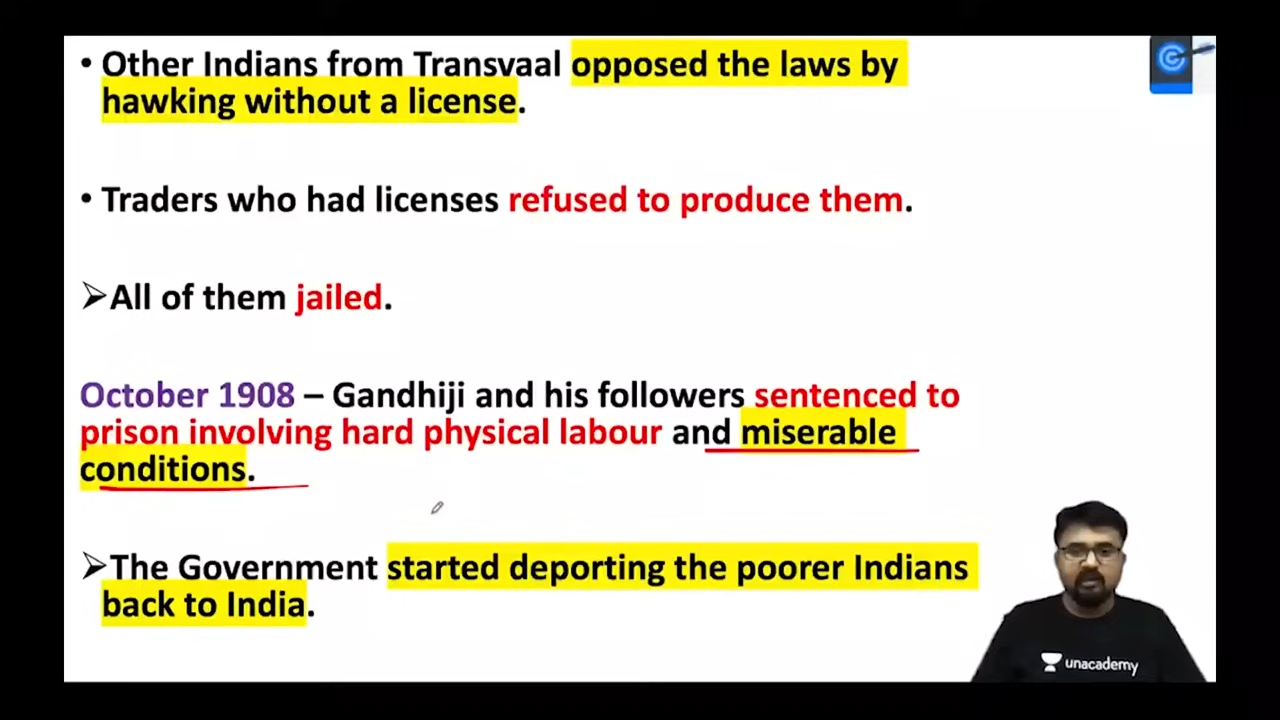 • Other Indians from Transvaal opposed the laws by
hawking without a license.
• Traders who had licenses refused to produce them.
➢All of them jailed.
October 1908 – Gandhiji and his followers sentenced to
prison involving hard physical labour and miserable
conditions.
➢The Government started deporting the poorer Indians
back to India.
unacademy